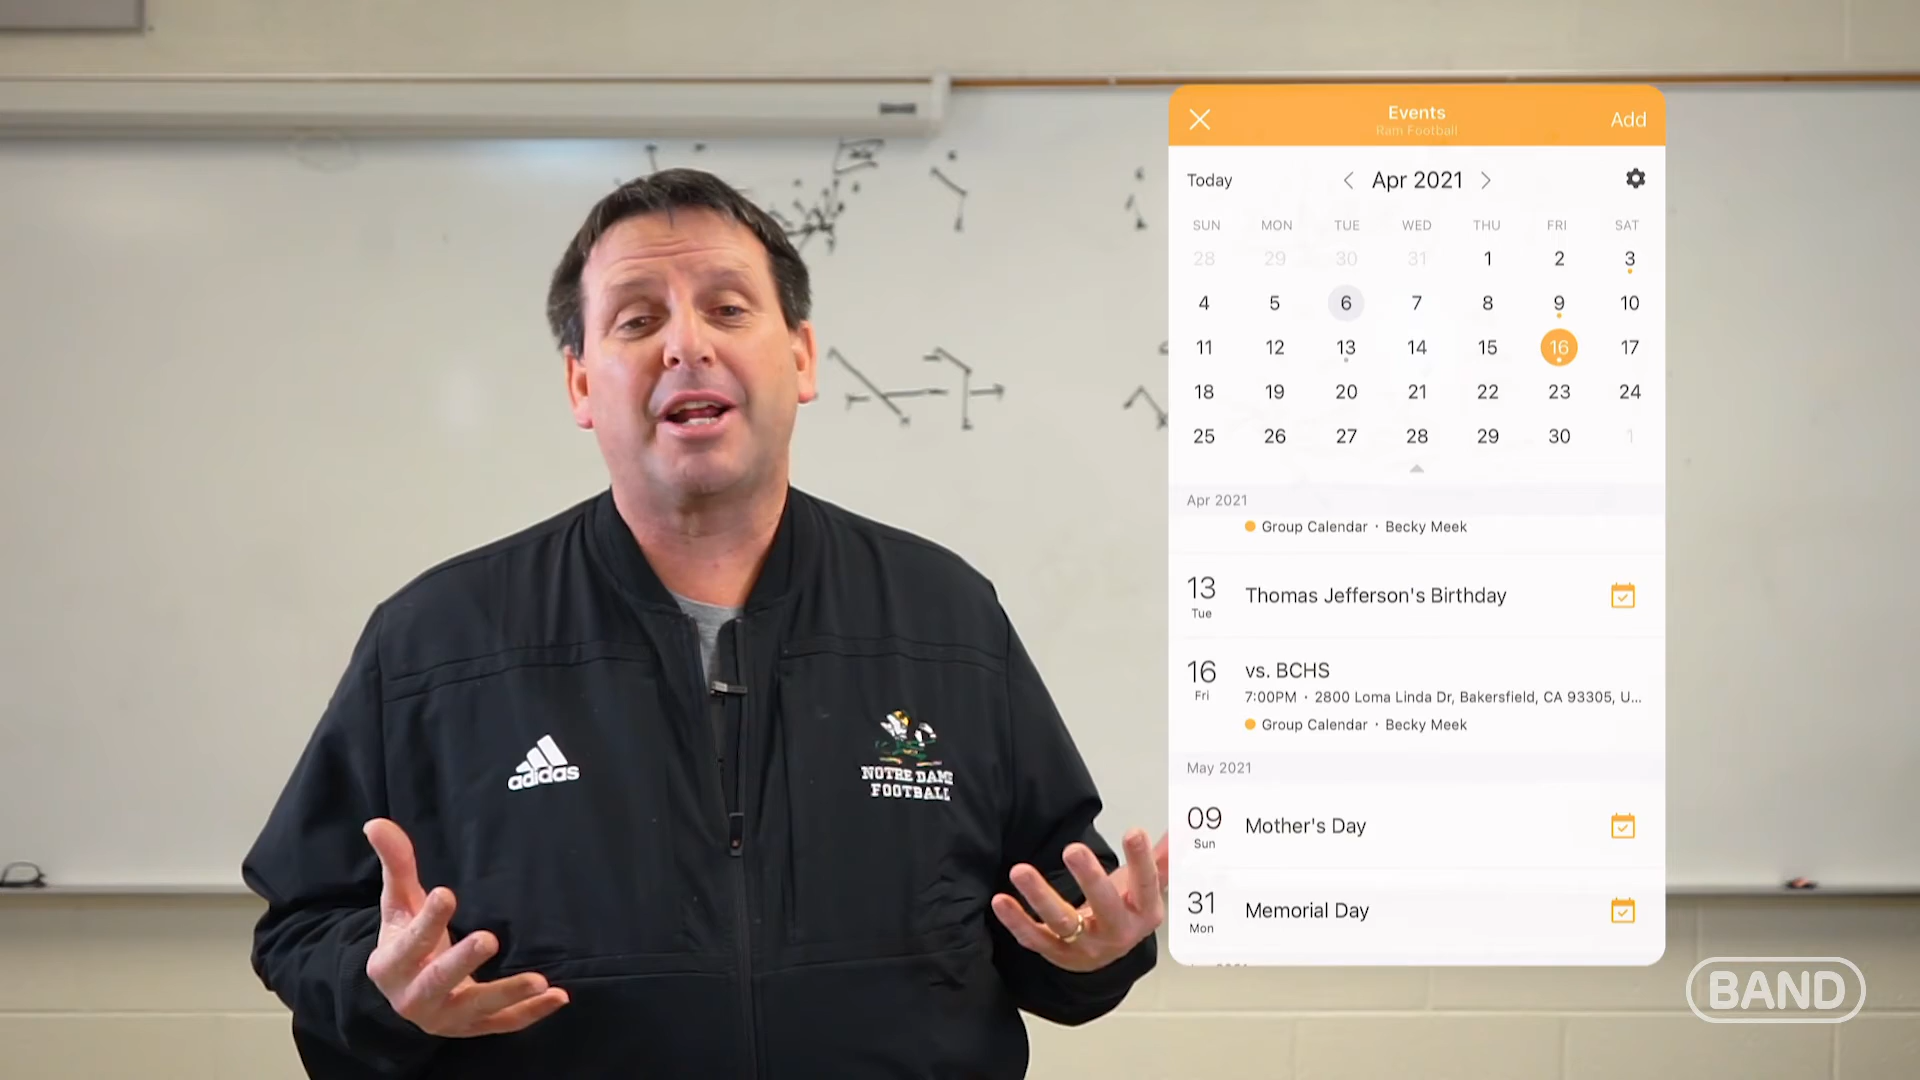 adidas
NOTRE DAME
FOOTBALL
Events
Ram Football
Add
Today
Apr 2021
SUN MON TUE WED THU FRI SAT
28 29 30 31 1 2 3
4 5 6 7 8 9 10
11 12 13 14 15 16 17
18 19 20 21 22 23 24
25 26 27 28 29 30 1
Apr 2021
Group Calendar · Becky Meek
13
Tue
Thomas Jefferson's Birthday
16
Fri
vs. BCHS
7:00PM · 2800 Loma Linda Dr, Bakersfield, CA 93305, U...
Group Calendar · Becky Meek
May 2021
09
Sun
Mother's Day
31
Mon
Memorial Day
BAND